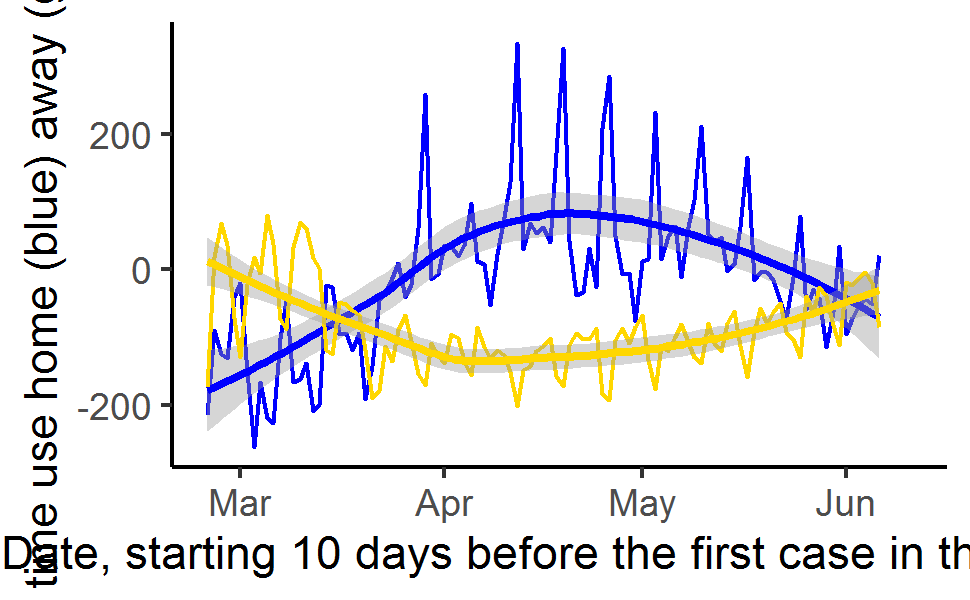 time use home (blue) away (
200
0
-200
Mar Apr May Jun
Date, starting 10 days before the first case in th